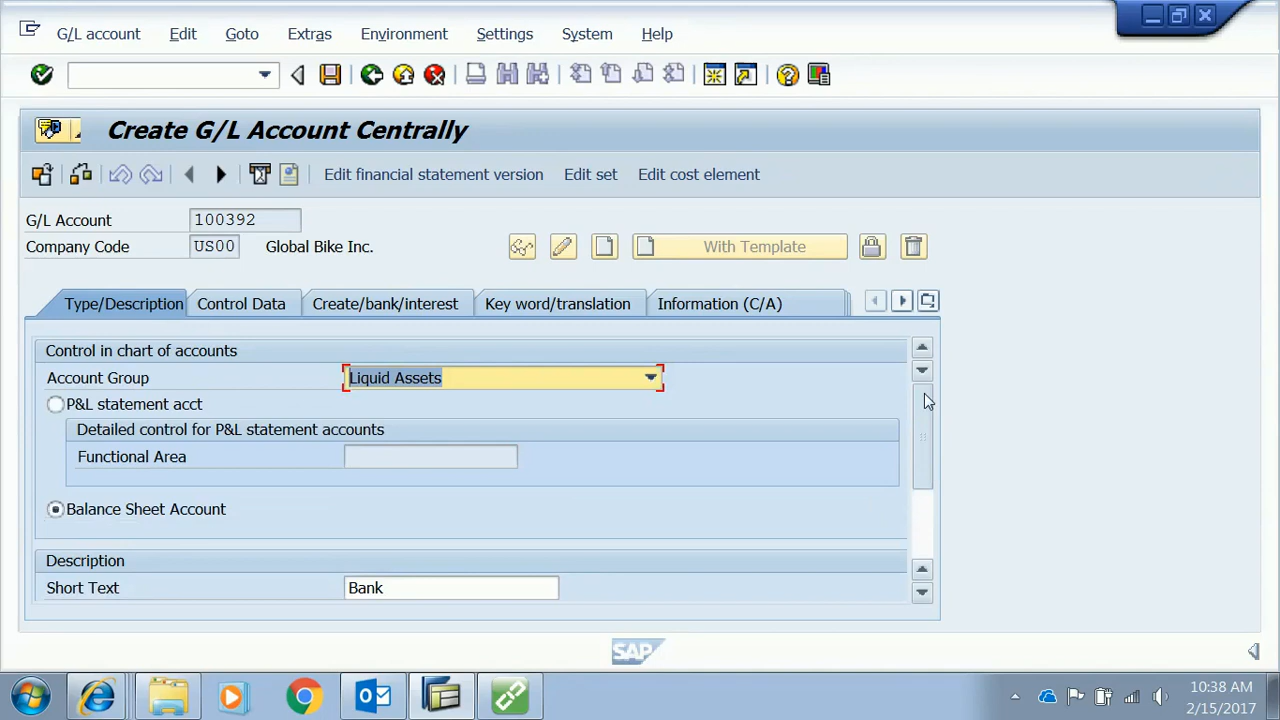 G/L account Edit Goto Extras Environment Settings System Help
Create G/L Account Centrally
Edit financial statement version Edit set Edit cost element
G/L Account 100392
Company Code US00 Global Bike Inc. With Template
Type/Description Control Data Create/bank/interest Key word/translation Information (C/A)
Control in chart of accounts
Account Group Liquid Assets
P&L statement acct
Detailed control for P&L statement accounts
Functional Area
Balance Sheet Account
Description
Short Text Bank
SAP
10:38 AM
2/15/2017